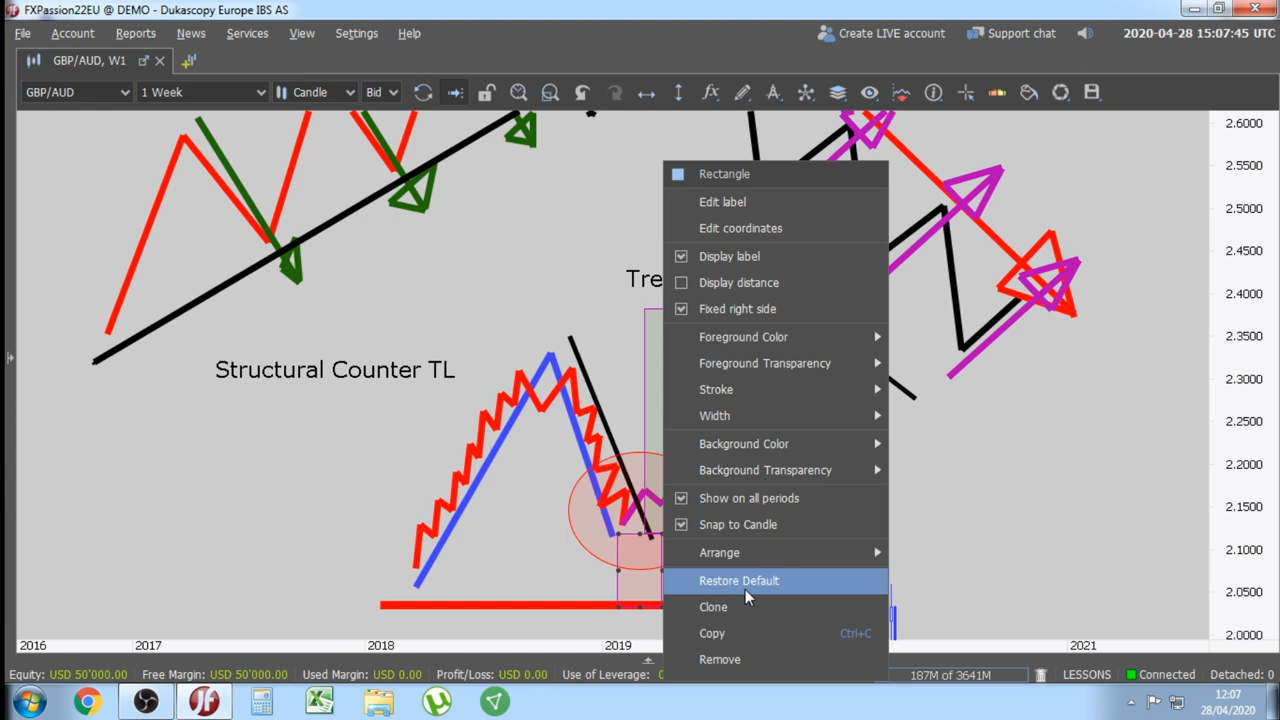 FXPassion22EU @ DEMO - Dukascopy Europe IBS AS
File Account Reports News Services View Settings Help
Create LIVE account Support chat 2020-04-28 15:07:45 UTC
GBP/AUD, W1
GBP/AUD 1 Week Candle Bid
2.6000
2.5500
2.5000
2.4500
2.4000
2.3500
2.3000
2.2500
2.2000
2.1500
2.1000
2.0500
2.0000
Tre
Structural Counter TL
Rectangle
Edit label
Edit coordinates
Display label
Display distance
Fixed right side
Foreground Color
Foreground Transparency
Stroke
Width
Background Color
Background Transparency
Show on all periods
Snap to Candle
Arrange
Restore Default
Clone
Copy Ctrl+C
Remove
2016 2017 2018 2019 2021
Equity: USD 50'000.00 Free Margin: USD 50'000.00 Used Margin: USD 0.00 Profit/Loss: USD 0.00 Use of Leverage: 187M of 3641M LESSONS Connected Detached: 0
12:07
28/04/2020